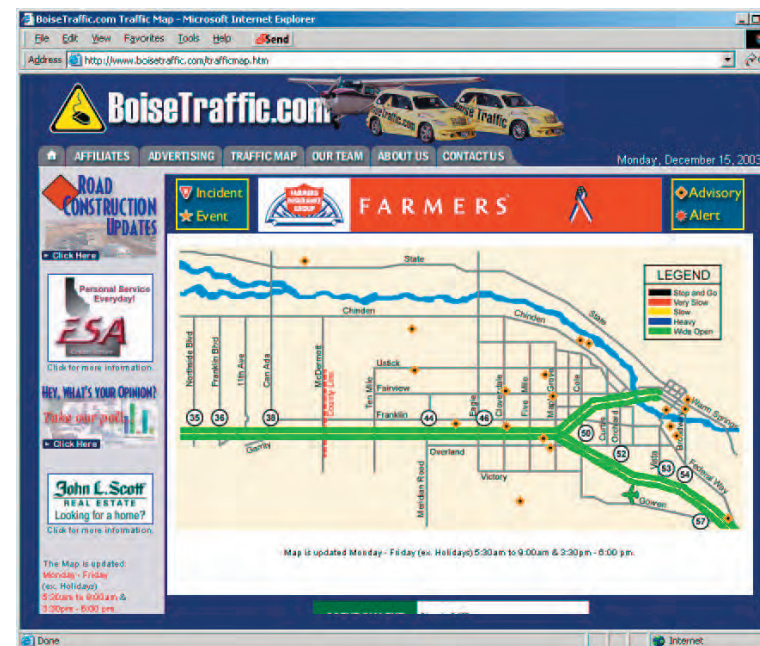 BoiseTraffic.com Traffic Map - Microsoft Internet Explorer
File Edit View Favorites Tools Help Send
Address http://www.boisetraffic.com/trafficmap.htm
BoiseTraffic.com
AFFILIATES ADVERTISING TRAFFIC MAP OUR TEAM ABOUT US CONTACT US
Monday, December 15, 2003
ROAD
CONSTRUCTION
UPDATES
Click Here
Incident
Event
FARMERS
INSURANCE
GROUP
FARMERS
Advisory
Alert
Personal Service
Everyday!
ESA
Click for more information.
HEY, WHAT'S YOUR OPINION?
Take our poll
Click Here
John L. Scott
REAL ESTATE
Looking for a home?
Click for more information.
The Map is updated:
Monday - Friday
(ex. Holidays)
5:30am to 9:00am &
3:30pm - 6:00 pm.
State
Chinden
Chinden
State
LEGEND
Stop and Go
Very Slow
Slow
Heavy
Wide Open
Northside Blvd
Franklin Blvd
11th Ave
Can Ada
McDermott
County Line
Ten Mile
Ustick
Fairview
Franklin
Eagle
Cloverdale
Five Mile
Maple Grove
Cole
Curtis
Orchard
Vista
Broadway
Warm Springs
35
36
38
44
46
50
52
53
54
57
Garrity
Overland
Meridian Road
Victory
Federal Way
Gowen
Map is updated Monday - Friday (ex. Holidays) 5:30am to 9:00am & 3:30pm - 6:00 pm.
Done
Internet